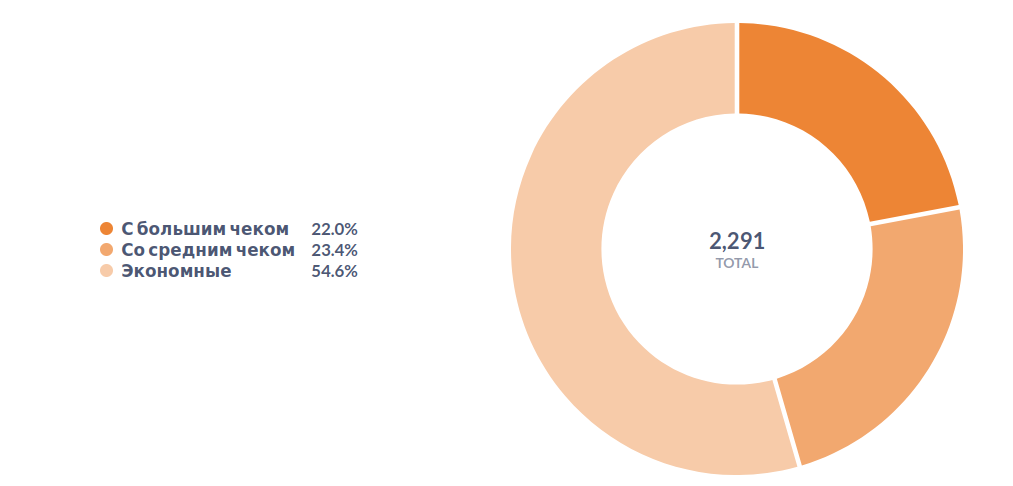 С большим чеком 22.0%
Со средним чеком 23.4%
Экономные 54.6%
2,291
TOTAL